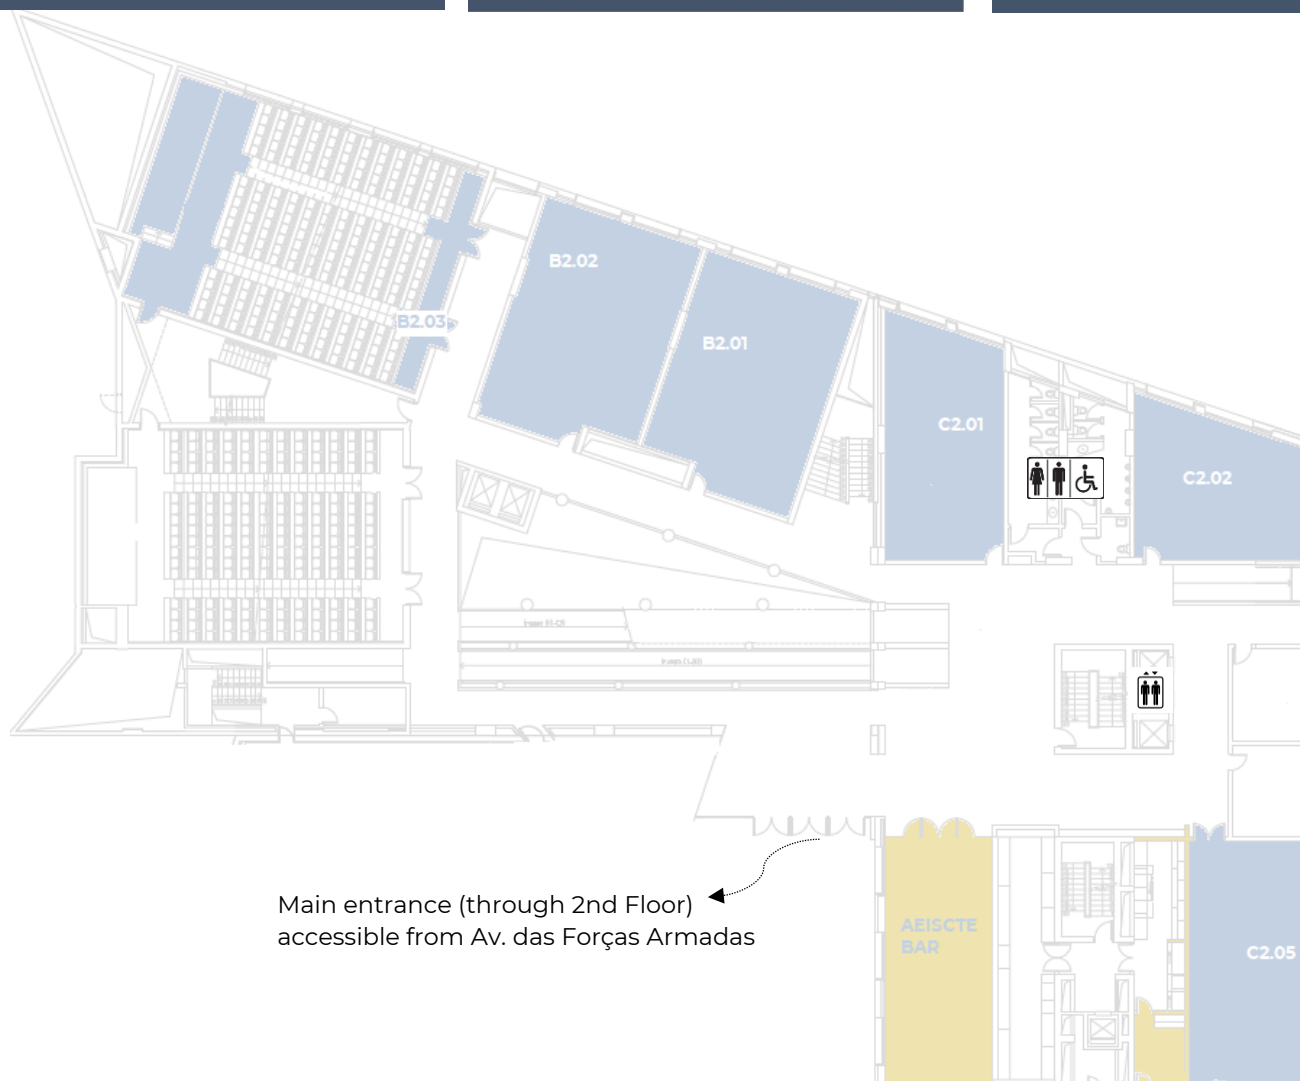 B2.02
B2.03
B2.01
C2.01
C2.02
Main entrance (through 2nd Floor)
accessible from Av. das Forças Armadas
AEISCTE
BAR
C2.05